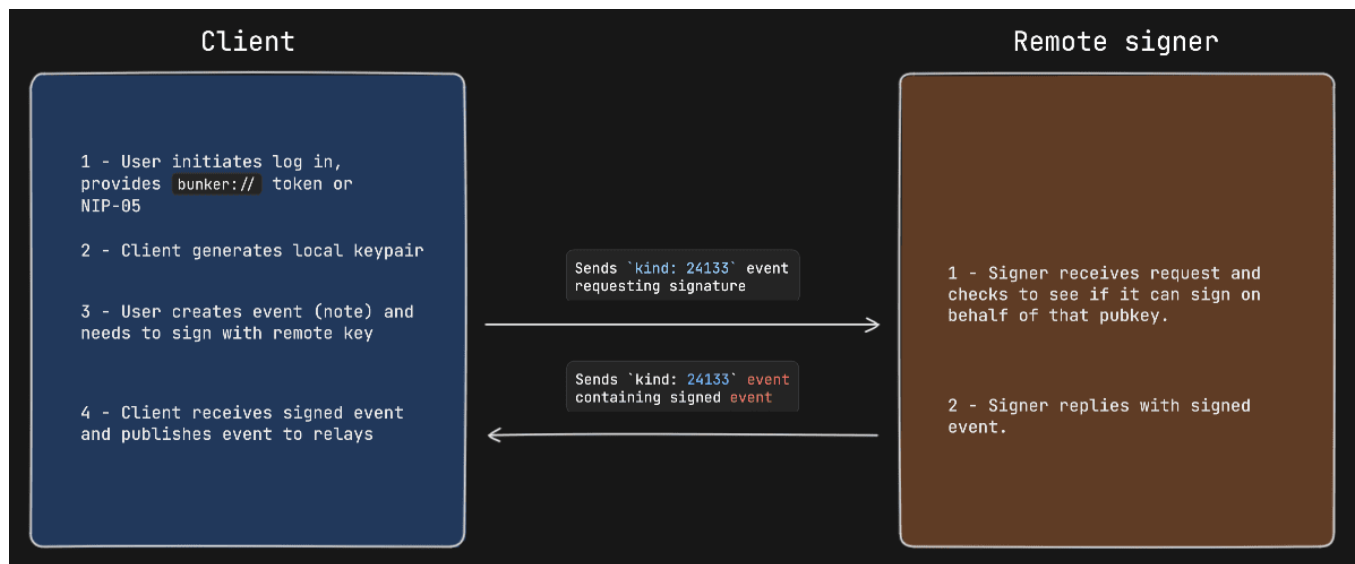 Client
Remote signer
1 - User initiates log in,
provides bunker:// token or
NIP-05
2 - Client generates local keypair
3 - User creates event (note) and
needs to sign with remote key
4 - Client receives signed event
and publishes event to relays
Sends `kind: 24133` event
requesting signature
Sends `kind: 24133` event
containing signed event
1 - Signer receives request and
checks to see if it can sign on
behalf of that pubkey.
2 - Signer replies with signed
event.